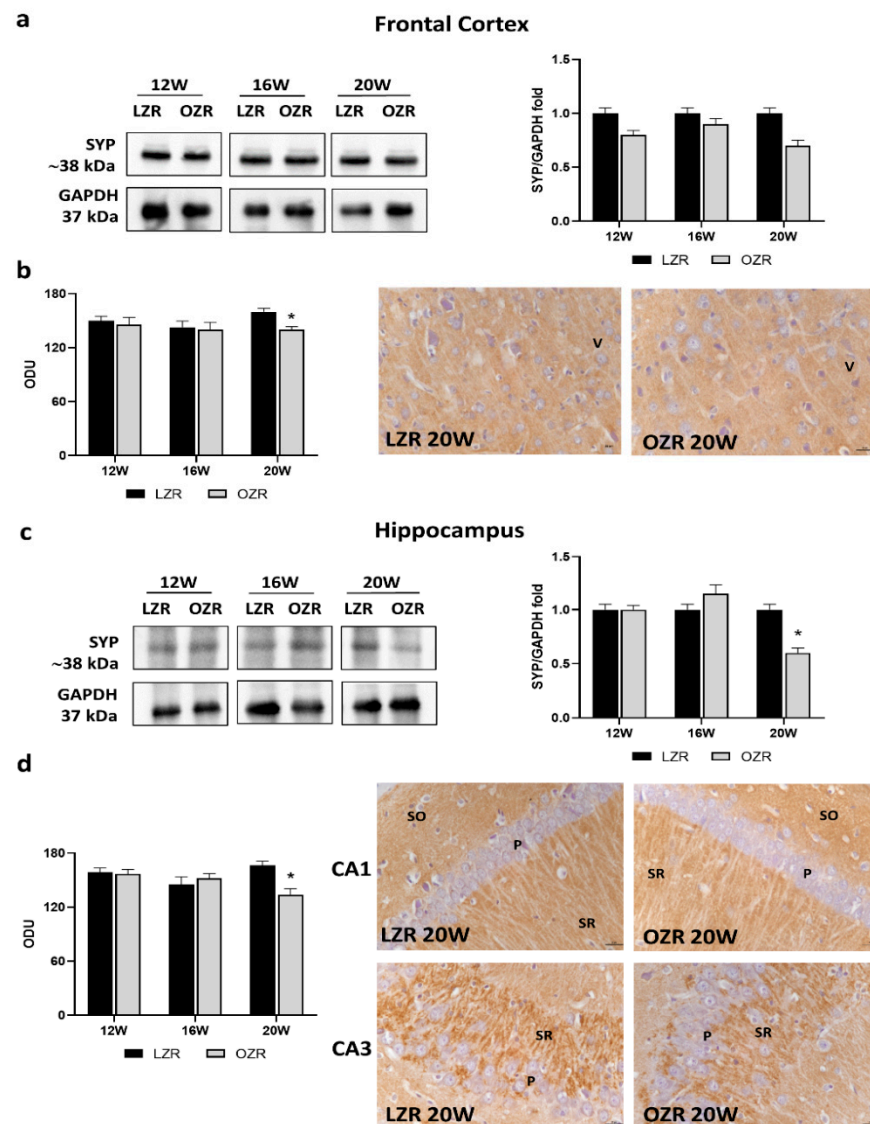 a
Frontal Cortex
12W 16W 20W
LZR OZR LZR OZR LZR OZR
SYP
~38 kDa
GAPDH
37 kDa
SYP/GAPDH fold
1.5
1.0
0.5
0.0
12W 16W 20W
LZR OZR
b
ODU
180
120
60
0
*
12W 16W 20W
LZR OZR
V
LZR 20W
V
OZR 20W
c
Hippocampus
12W 16W 20W
LZR OZR LZR OZR LZR OZR
SYP
~38 kDa
GAPDH
37 kDa
SYP/GAPDH fold
1.5
1.0
0.5
0.0
*
12W 16W 20W
LZR OZR
d
ODU
180
120
60
0
*
12W 16W 20W
LZR OZR
CA1
SO
P
SR
LZR 20W
SO
SR
P
OZR 20W
CA3
SR
P
LZR 20W
P
SR
OZR 20W